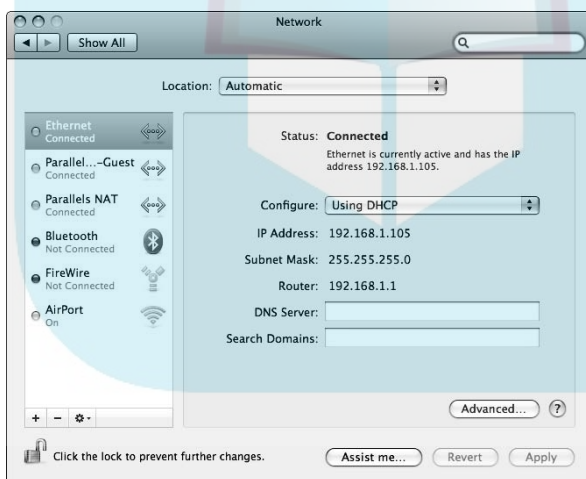 Network
Show All
Location: Automatic
Ethernet
Connected
Parallel...-Guest
Connected
Parallels NAT
Connected
Bluetooth
Not Connected
FireWire
Not Connected
AirPort
On
+ −
Status: Connected
Ethernet is currently active and has the IP
address 192.168.1.105.
Configure: Using DHCP
IP Address: 192.168.1.105
Subnet Mask: 255.255.255.0
Router: 192.168.1.1
DNS Server:
Search Domains:
Advanced... ?
Click the lock to prevent further changes.
Assist me... Revert Apply